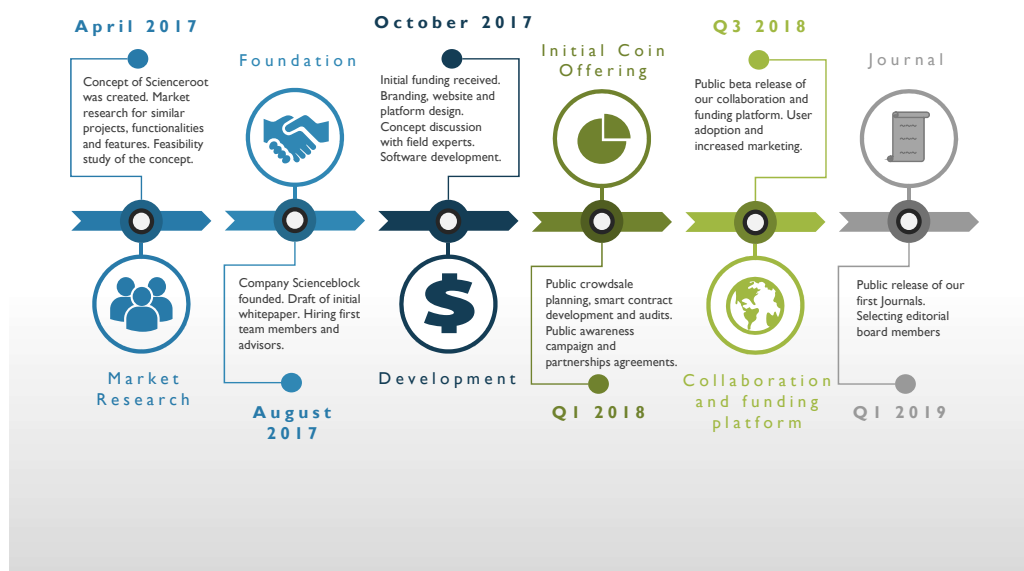 April 2017
Concept of Scienceroot
was created. Market
research for similar
projects, functionalities
and features. Feasibility
study of the concept.
Market
Research
Foundation
Company Scienceblock
founded. Draft of initial
whitepaper. Hiring first
team members and
advisors.
August
2017
October 2017
Initial funding received.
Branding, website and
platform design.
Concept discussion
with field experts.
Software development.
Development
Initial Coin
Offering
Public crowdsale
planning, smart contract
development and audits.
Public awareness
campaign and
partnerships agreements.
Q1 2018
Q3 2018
Public beta release of
our collaboration and
funding platform. User
adoption and
increased marketing.
Collaboration
and funding
platform
Journal
Public release of our
first Journals.
Selecting editorial
board members
Q1 2019